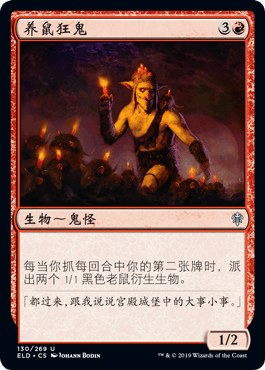 养鼠狂鬼 3
生物～鬼怪
每当你抓每回合中你的第二张牌时，派
出两个 1/1 黑色老鼠衍生生物。
「都过来，跟我说说宫殿城堡中的大事小事。」
1/2
130/269 U
ELD • CS JOHANN BODIN
™ & © 2019 Wizards of the Coast